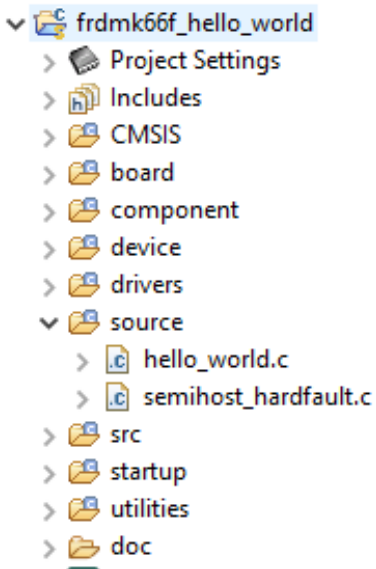 frdmk66f_hello_world
Project Settings
Includes
CMSIS
board
component
device
drivers
source
.c hello_world.c
.c semihost_hardfault.c
src
startup
utilities
doc